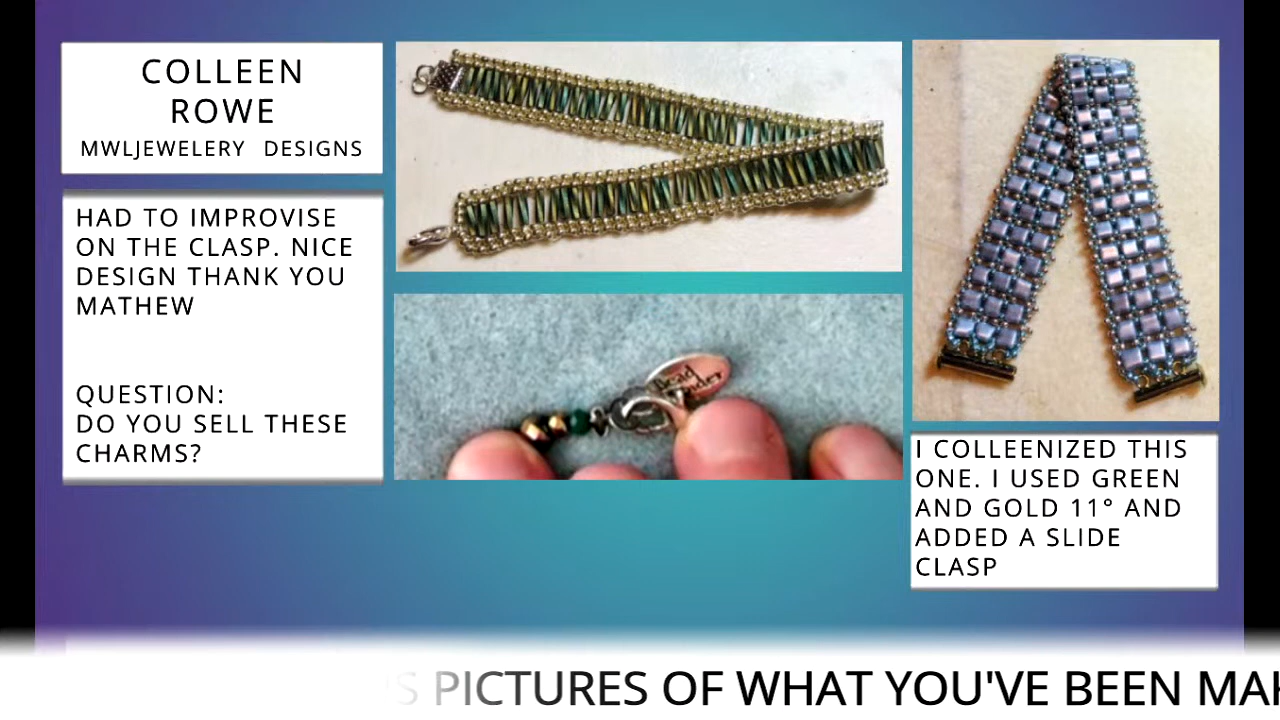 COLLEEN
ROWE
MWLJEWELERY DESIGNS
HAD TO IMPROVISE
ON THE CLASP. NICE
DESIGN THANK YOU
MATHEW
QUESTION:
DO YOU SELL THESE
CHARMS?
Bead
I COLLEENIZED THIS
ONE. I USED GREEN
AND GOLD 11° AND
ADDED A SLIDE
CLASP
PICTURES OF WHAT YOU'VE BEEN